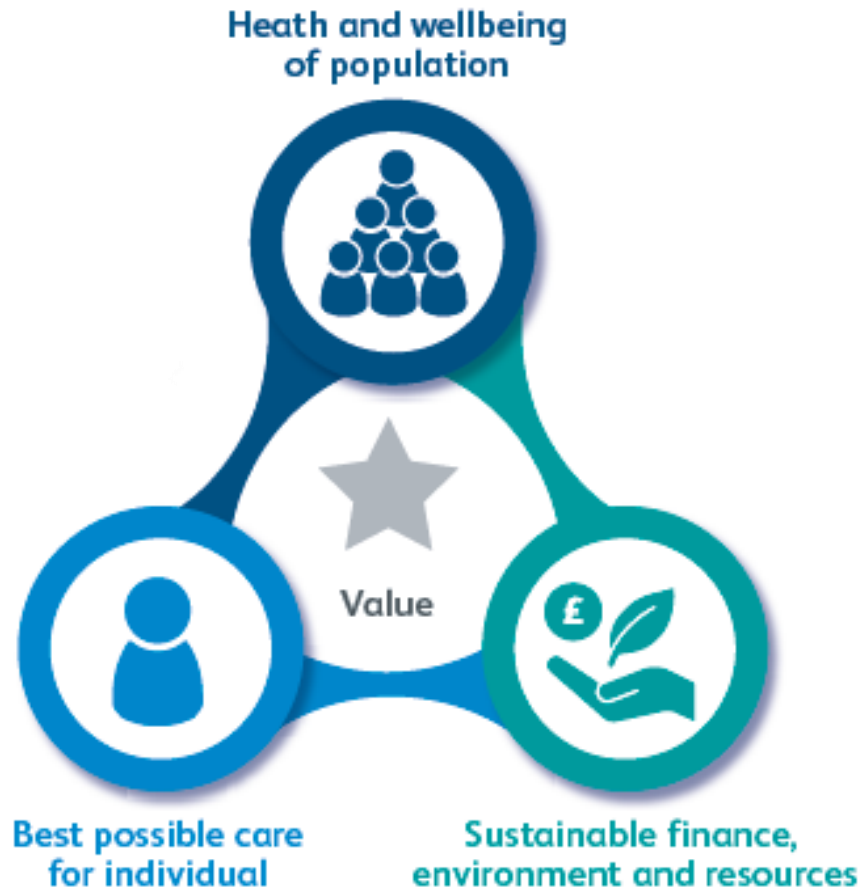 Heath and wellbeing
of population
£
Value
Best possible care
for individual
Sustainable finance,
environment and resources